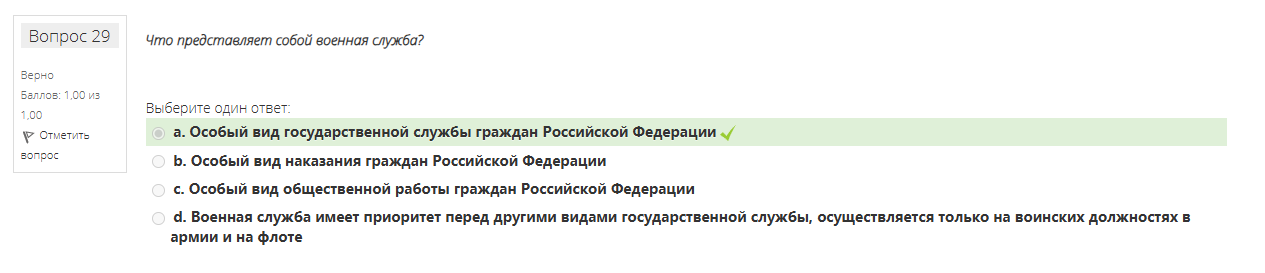 Вопрос 29
Верно
Баллов: 1,00 из
1,00
Отметить
вопрос
Что представляет собой военная служба?
Выберите один ответ:
a. Особый вид государственной службы граждан Российской Федерации
b. Особый вид наказания граждан Российской Федерации
c. Особый вид общественной работы граждан Российской Федерации
d. Военная служба имеет приоритет перед другими видами государственной службы, осуществляется только на воинских должностях в
армии и на флоте